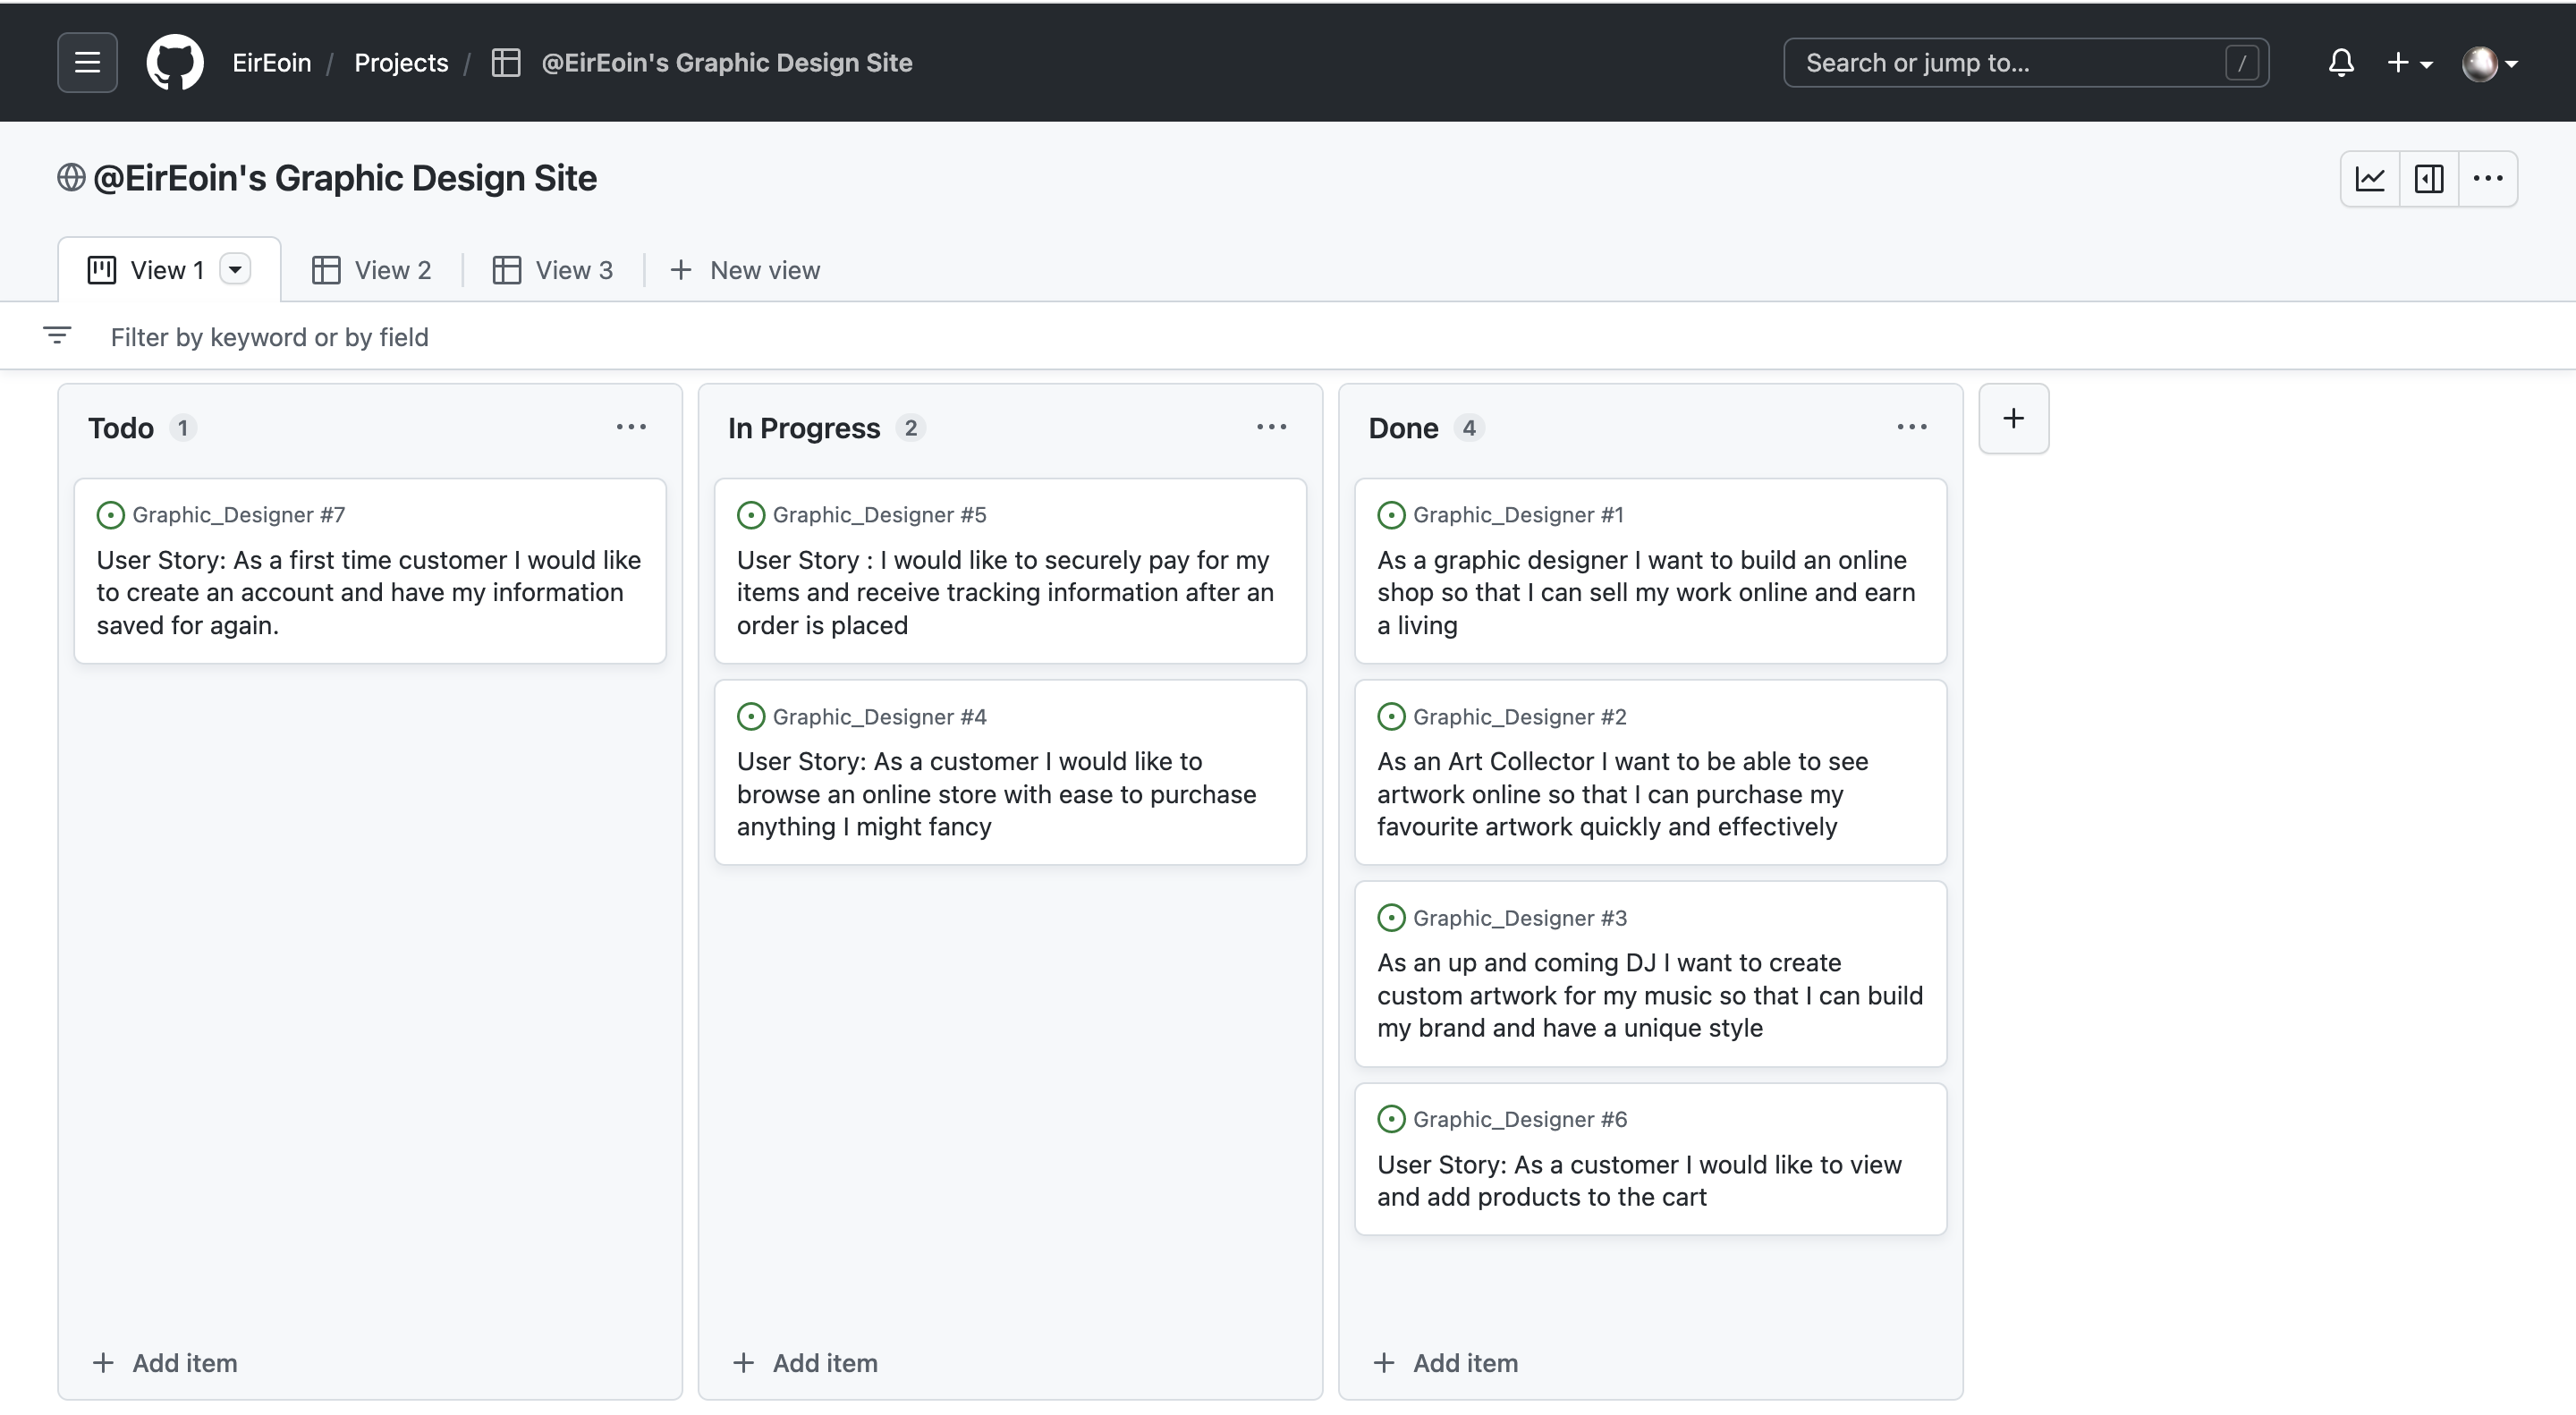 EirEoin / Projects / @EirEoin's Graphic Design Site
Search or jump to... /
@EirEoin's Graphic Design Site
View 1
View 2
View 3
New view
Filter by keyword or by field
Todo 1
Graphic_Designer #7
User Story: As a first time customer I would like
to create an account and have my information
saved for again.
Add item
In Progress 2
Graphic_Designer #5
User Story : I would like to securely pay for my
items and receive tracking information after an
order is placed
Graphic_Designer #4
User Story: As a customer I would like to
browse an online store with ease to purchase
anything I might fancy
Add item
Done 4
Graphic_Designer #1
As a graphic designer I want to build an online
shop so that I can sell my work online and earn
a living
Graphic_Designer #2
As an Art Collector I want to be able to see
artwork online so that I can purchase my
favourite artwork quickly and effectively
Graphic_Designer #3
As an up and coming DJ I want to create
custom artwork for my music so that I can build
my brand and have a unique style
Graphic_Designer #6
User Story: As a customer I would like to view
and add products to the cart
Add item